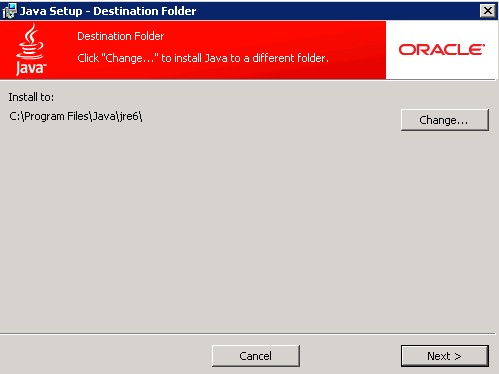 Java Setup - Destination Folder
Destination Folder
Click "Change..." to install Java to a different folder.
Java
ORACLE
Install to:
C:\Program Files\Java\jre6\
Change...
Cancel
Next >